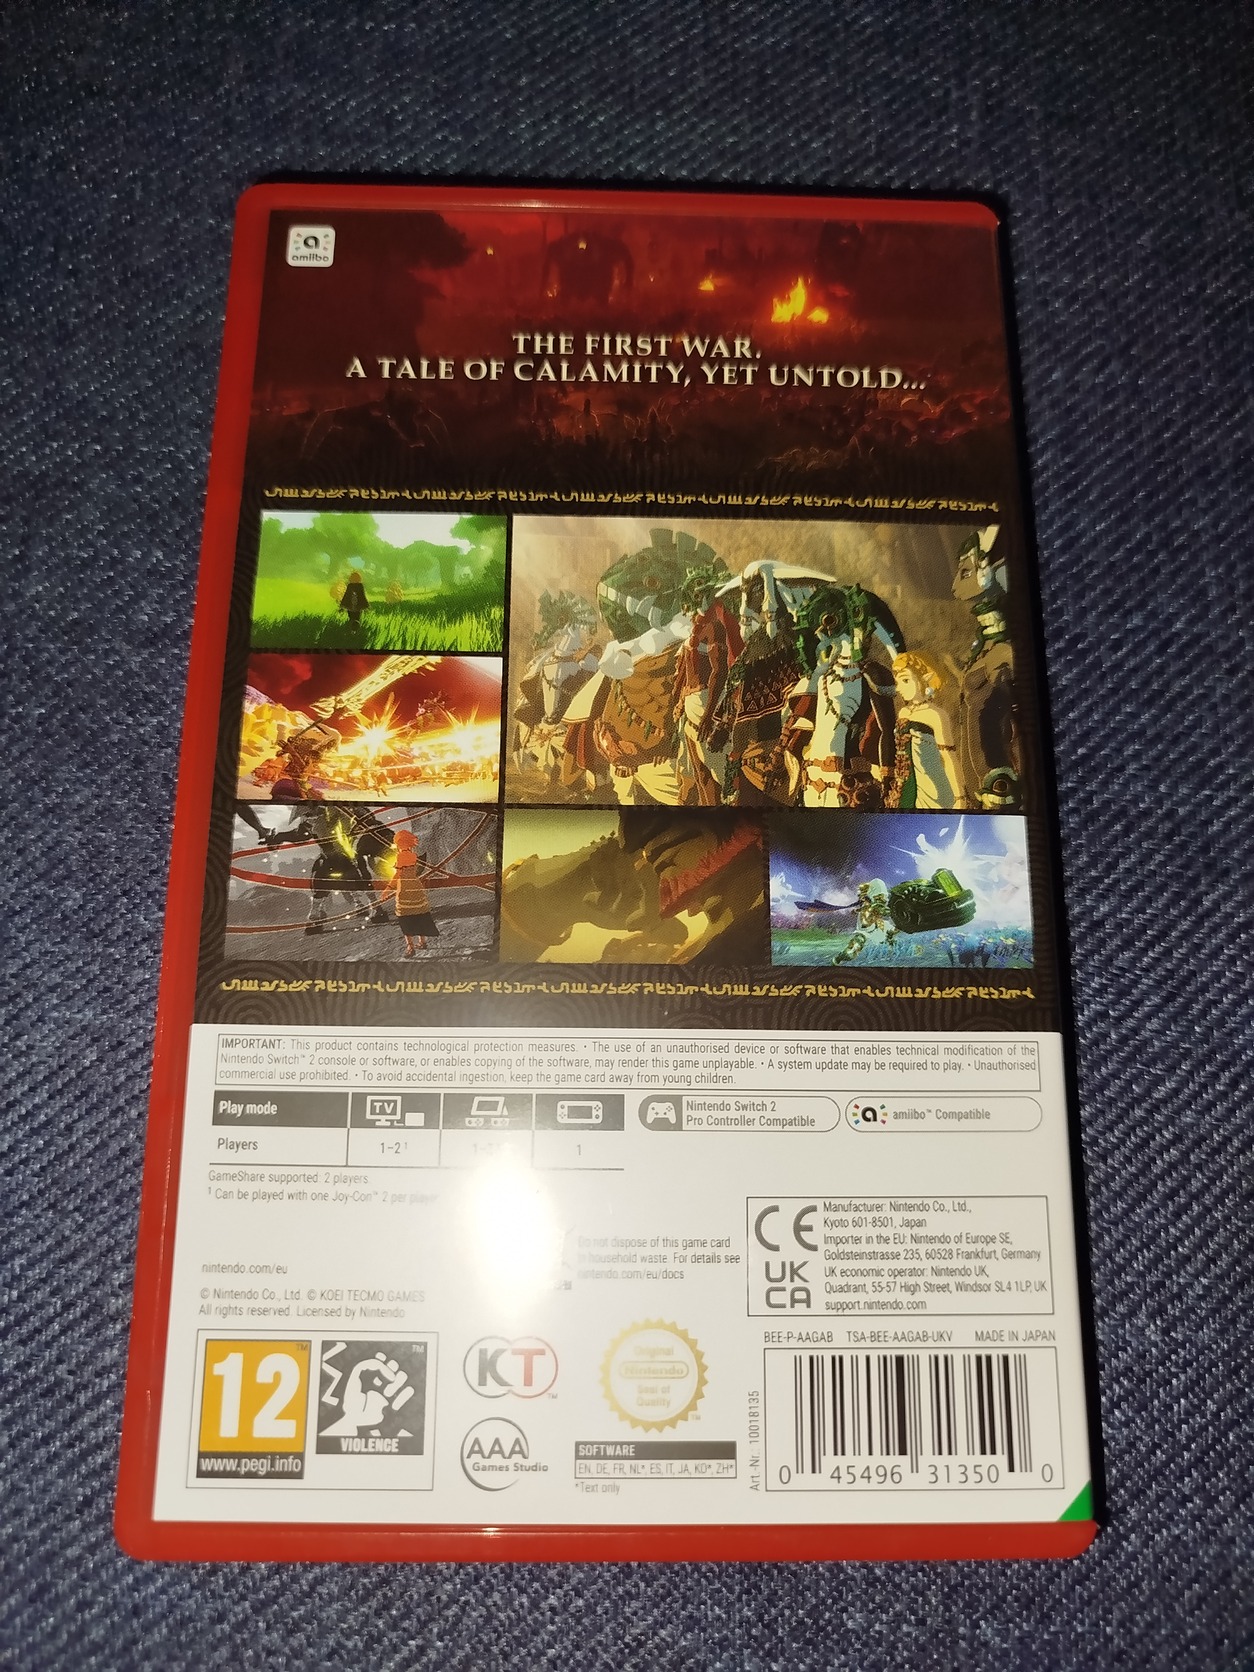 amiibo
THE FIRST WAR.
A TALE OF CALAMITY, YET UNTOLD...
IMPORTANT: This product contains technological protection measures. • The use of an unauthorised device or software that enables technical modification of the
Nintendo Switch™ 2 console or software, or enables copying of the software, may render this game unplayable. • A system update may be required to play. • Unauthorised
commercial use prohibited. • To avoid accidental ingestion, keep the game card away from young children.
Play mode
TV
Nintendo Switch 2
Pro Controller Compatible
a
amiibo™ Compatible
Players
1-2¹
1
GameShare supported: 2 players.
¹ Can be played with one Joy-Con™ 2 per player
Do not dispose of this game card
in household waste. For details see
nintendo.com/eu/docs
nintendo.com/eu
© Nintendo Co., Ltd. © KOEI TECMO GAMES
All rights reserved. Licensed by Nintendo
CE
UK
CA
Manufacturer: Nintendo Co., Ltd.,
Kyoto 601-8501, Japan
Importer in the EU: Nintendo of Europe SE,
Goldsteinstrasse 235, 60528 Frankfurt, Germany
UK economic operator: Nintendo UK,
Quadrant, 55-57 High Street, Windsor SL4 1LP, UK
support.nintendo.com
BEE-P-AAGAB TSA-BEE-AAGAB-UKV MADE IN JAPAN
12™
www.pegi.info
™
VIOLENCE
KT™
AAA
Games Studio
Original
Nintendo
Seal of
Quality
™
SOFTWARE
EN, DE, FR, NL*, ES, IT, JA, KO*, ZH*
*Text only
Art.-Nr.: 10018135
0 45496 31350 0